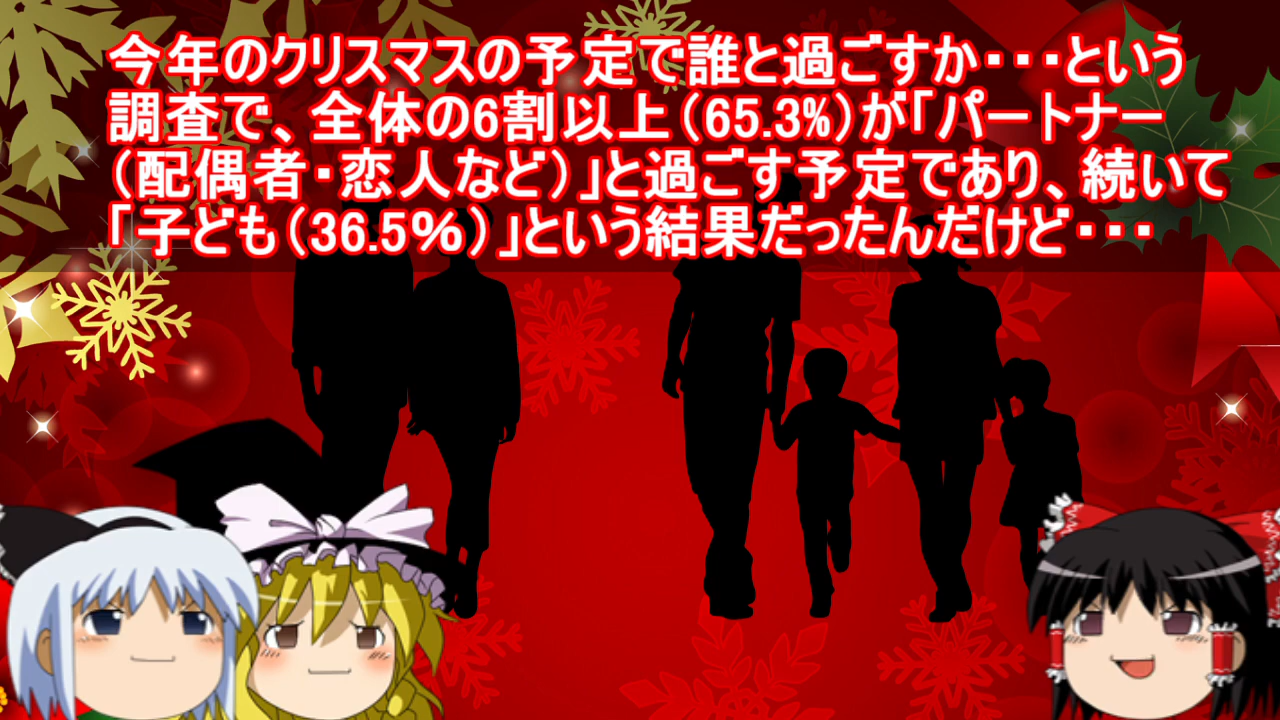 今年のクリスマスの予定で誰と過ごすか・・・という
調査で、全体の6割以上（65.3%）が「パートナー
（配偶者・恋人など）」と過ごす予定であり、続いて
「子ども（36.5％）」という結果だったんだけど・・・